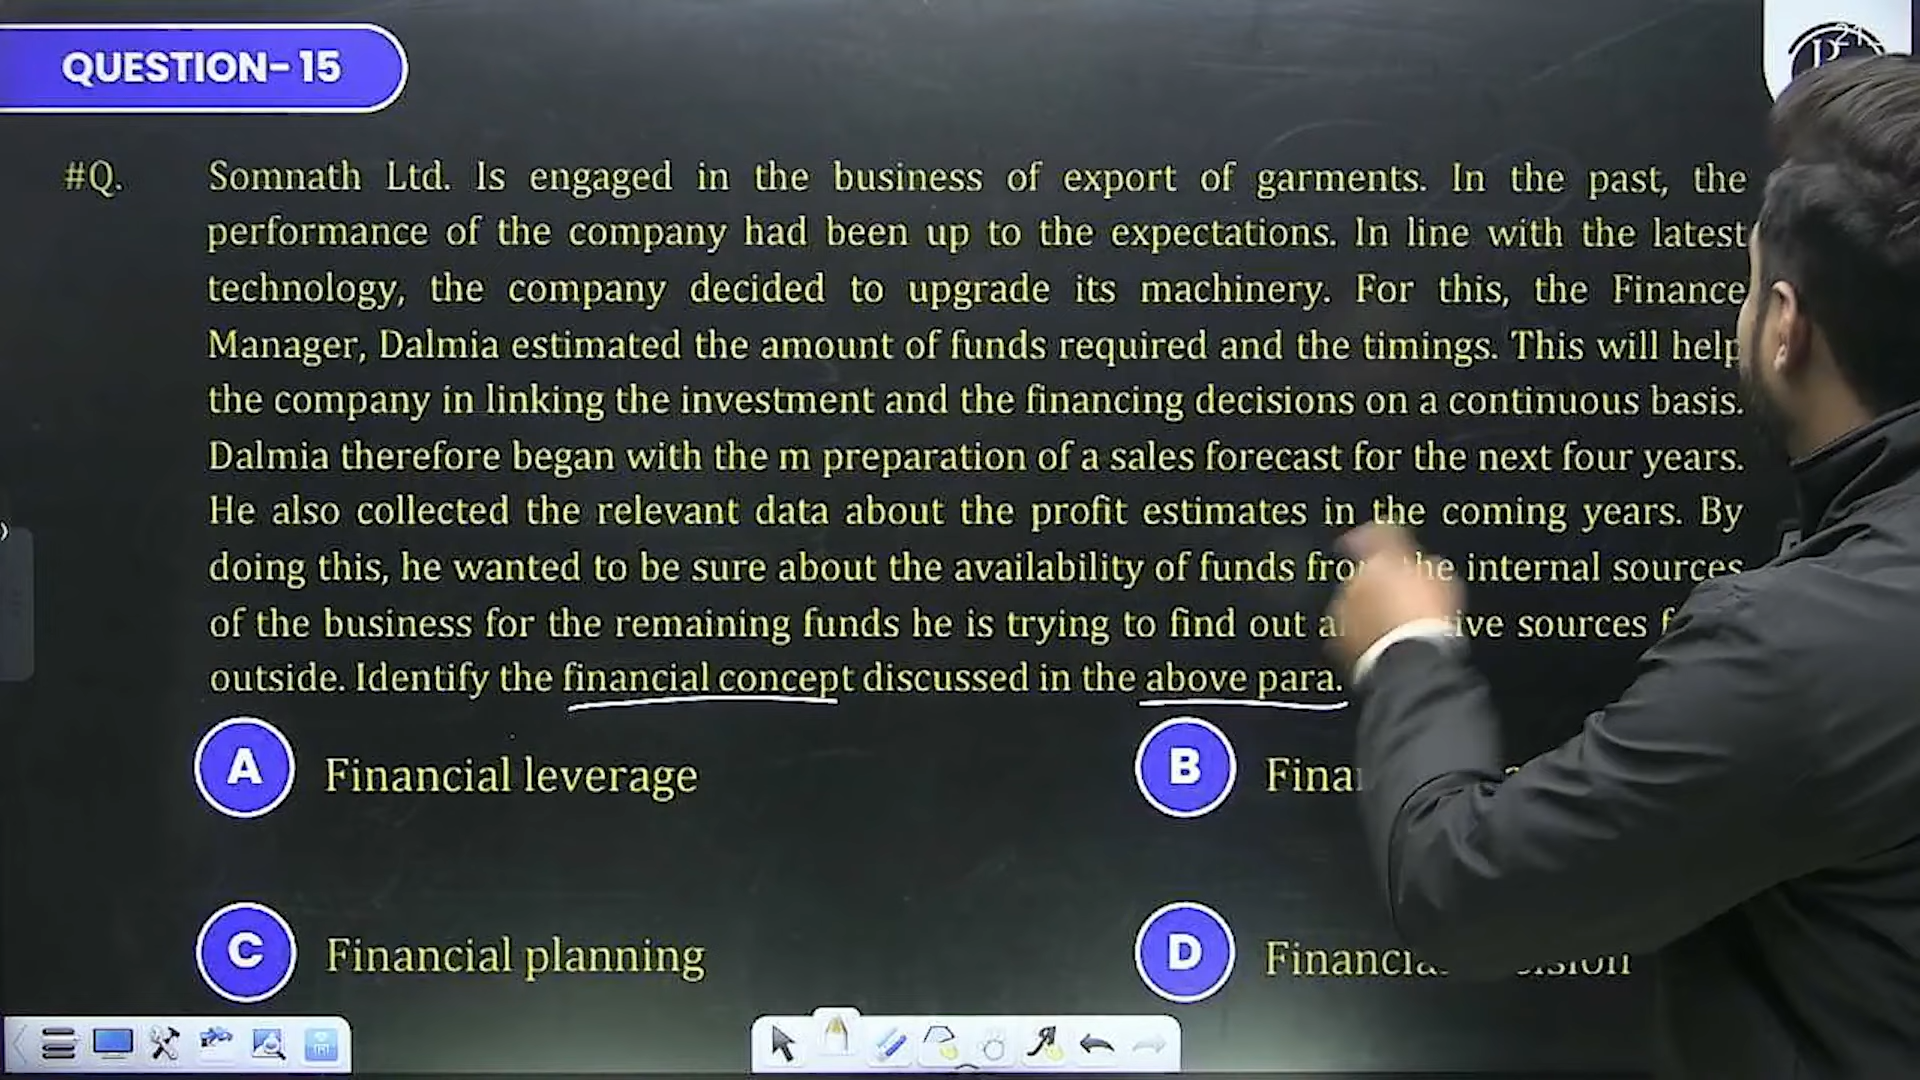 QUESTION- 15
#Q. Somnath Ltd. Is engaged in the business of export of garments. In the past, the
performance of the company had been up to the expectations. In line with the latest
technology, the company decided to upgrade its machinery. For this, the Finance
Manager, Dalmia estimated the amount of funds required and the timings. This will help
the company in linking the investment and the financing decisions on a continuous basis.
Dalmia therefore began with the m preparation of a sales forecast for the next four years.
He also collected the relevant data about the profit estimates in the coming years. By
doing this, he wanted to be sure about the availability of funds the internal sources
of the business for the remaining funds he is trying to find out sources
outside. Identify the financial concept discussed in the above para.
A Financial leverage
B
C Financial planning
D